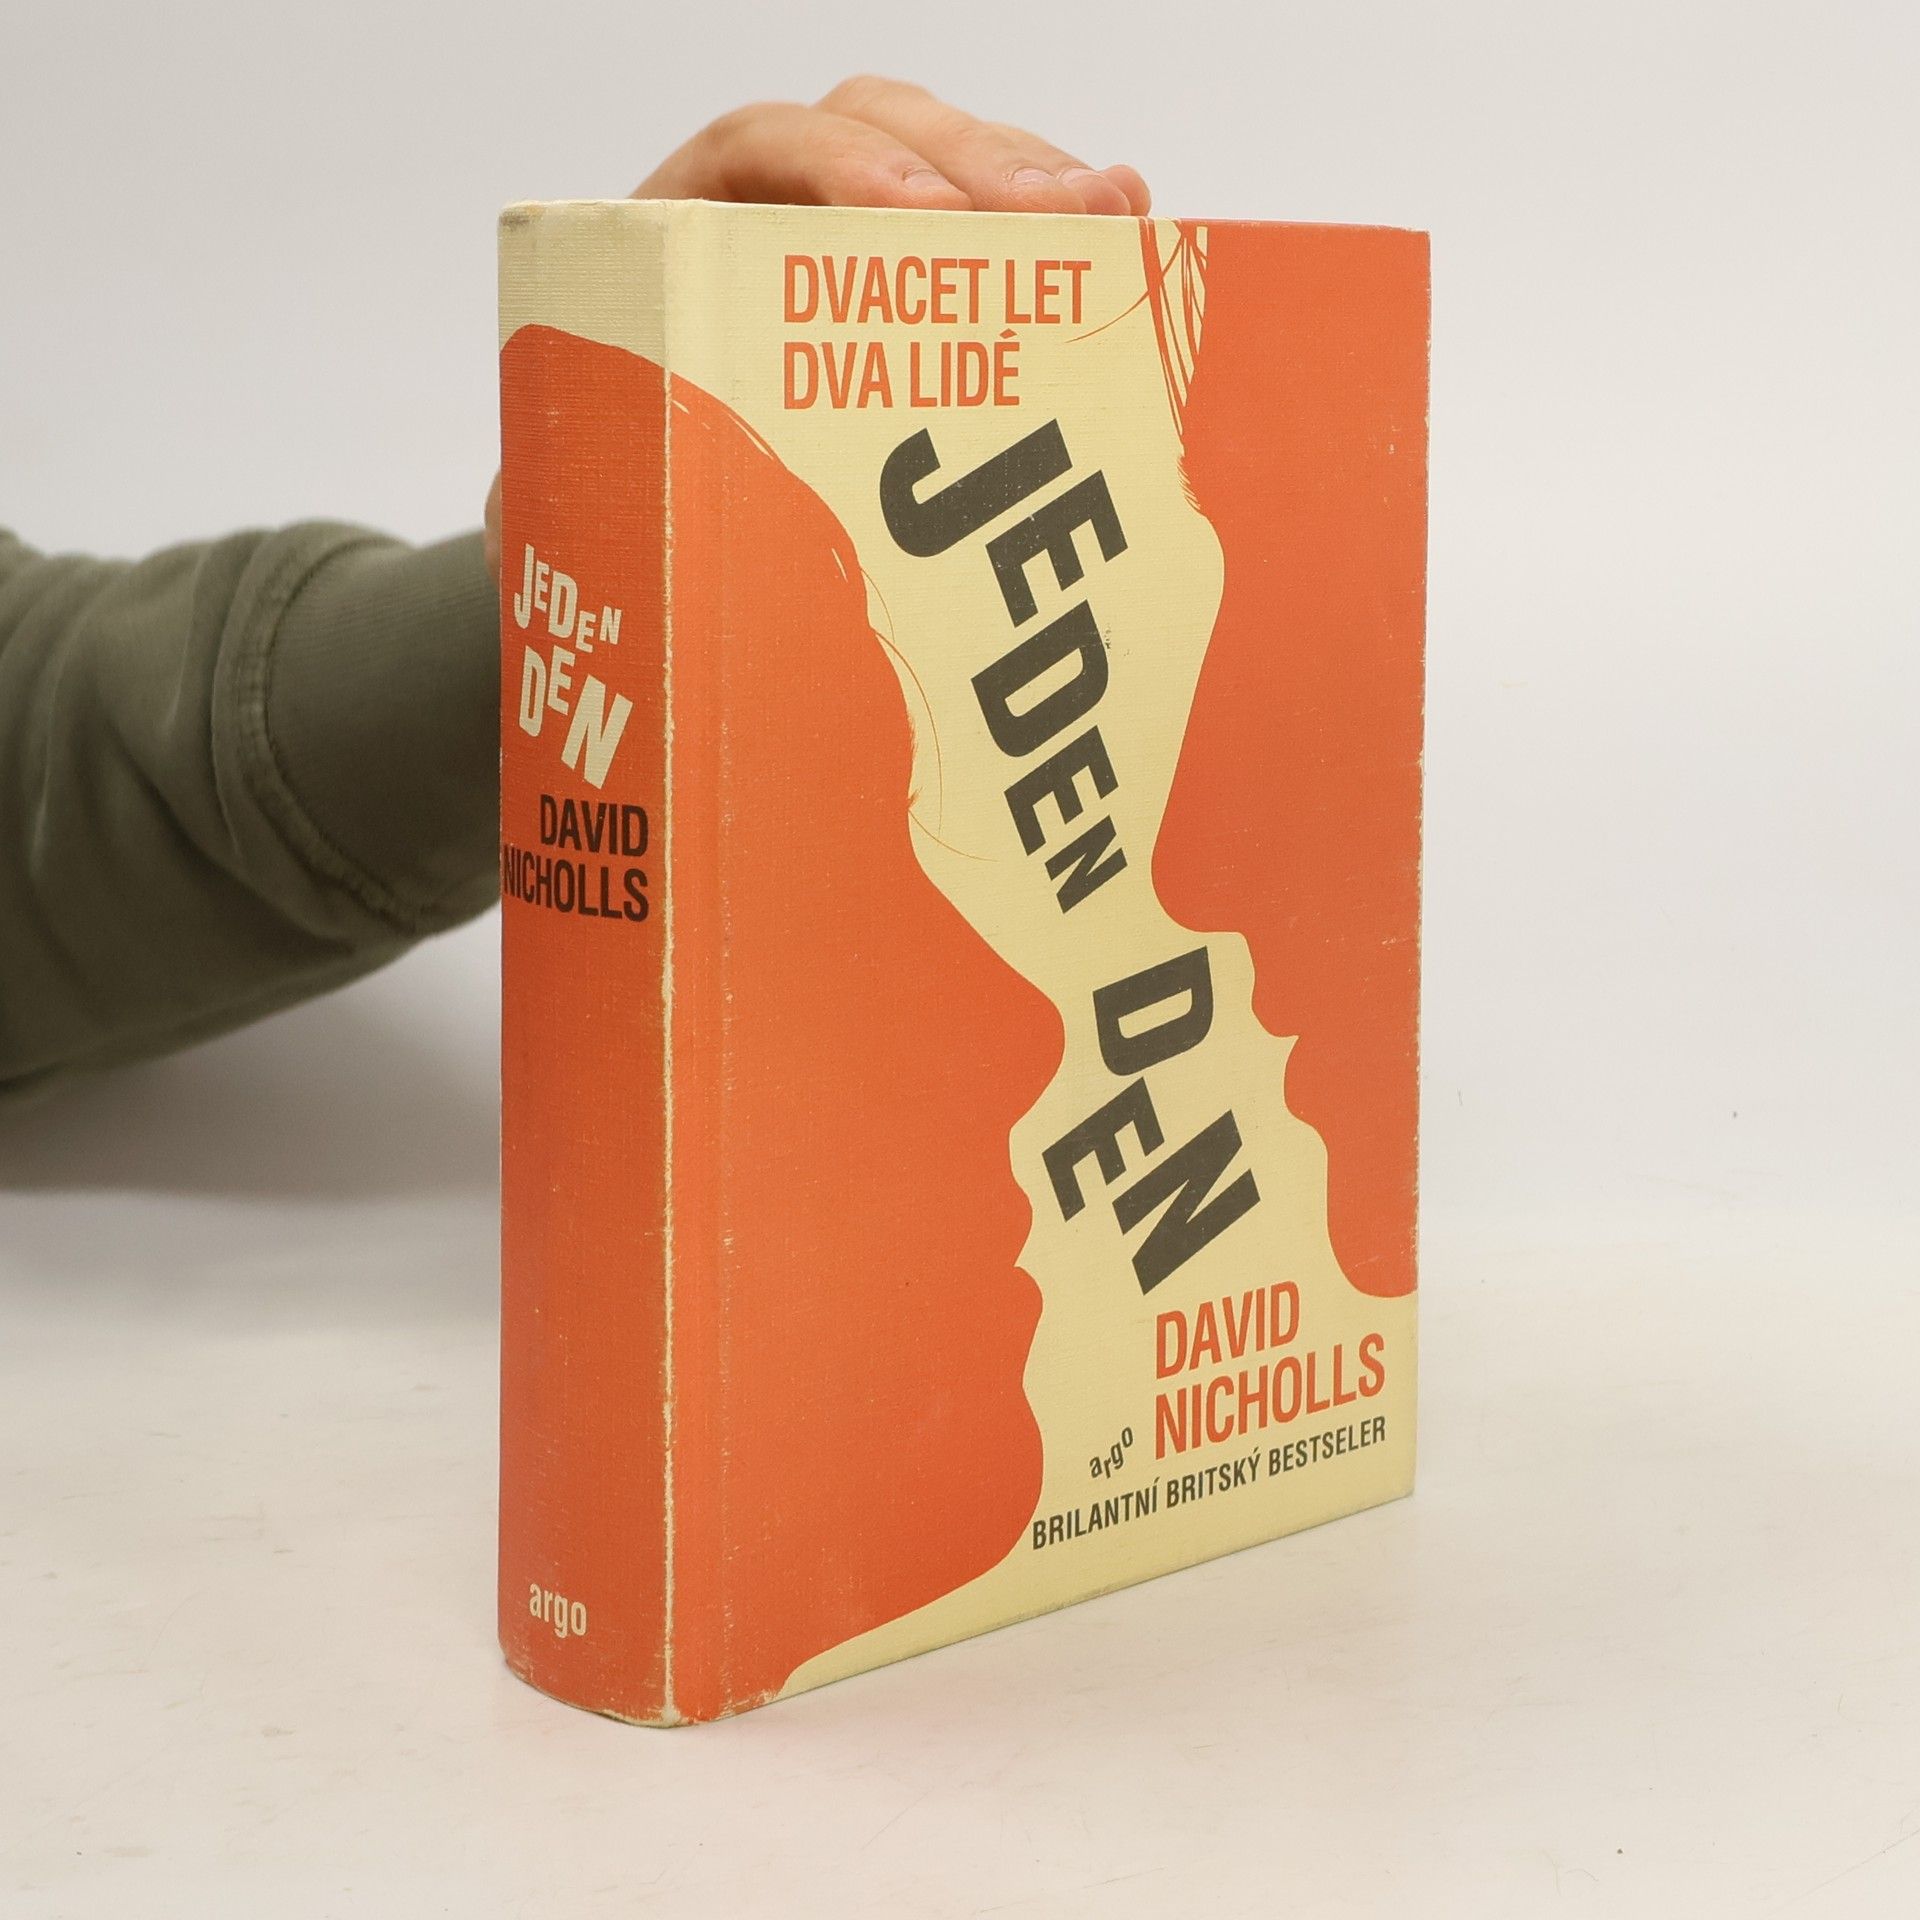 DVACET LET
DVA LIDÉ
JEDEN
DEN
DAVID
NICHOLLS
argo
BRILANTNÍ BRITSKÝ BESTSELER
JEDEN
DEN
DAVID
NICHOLLS
argo